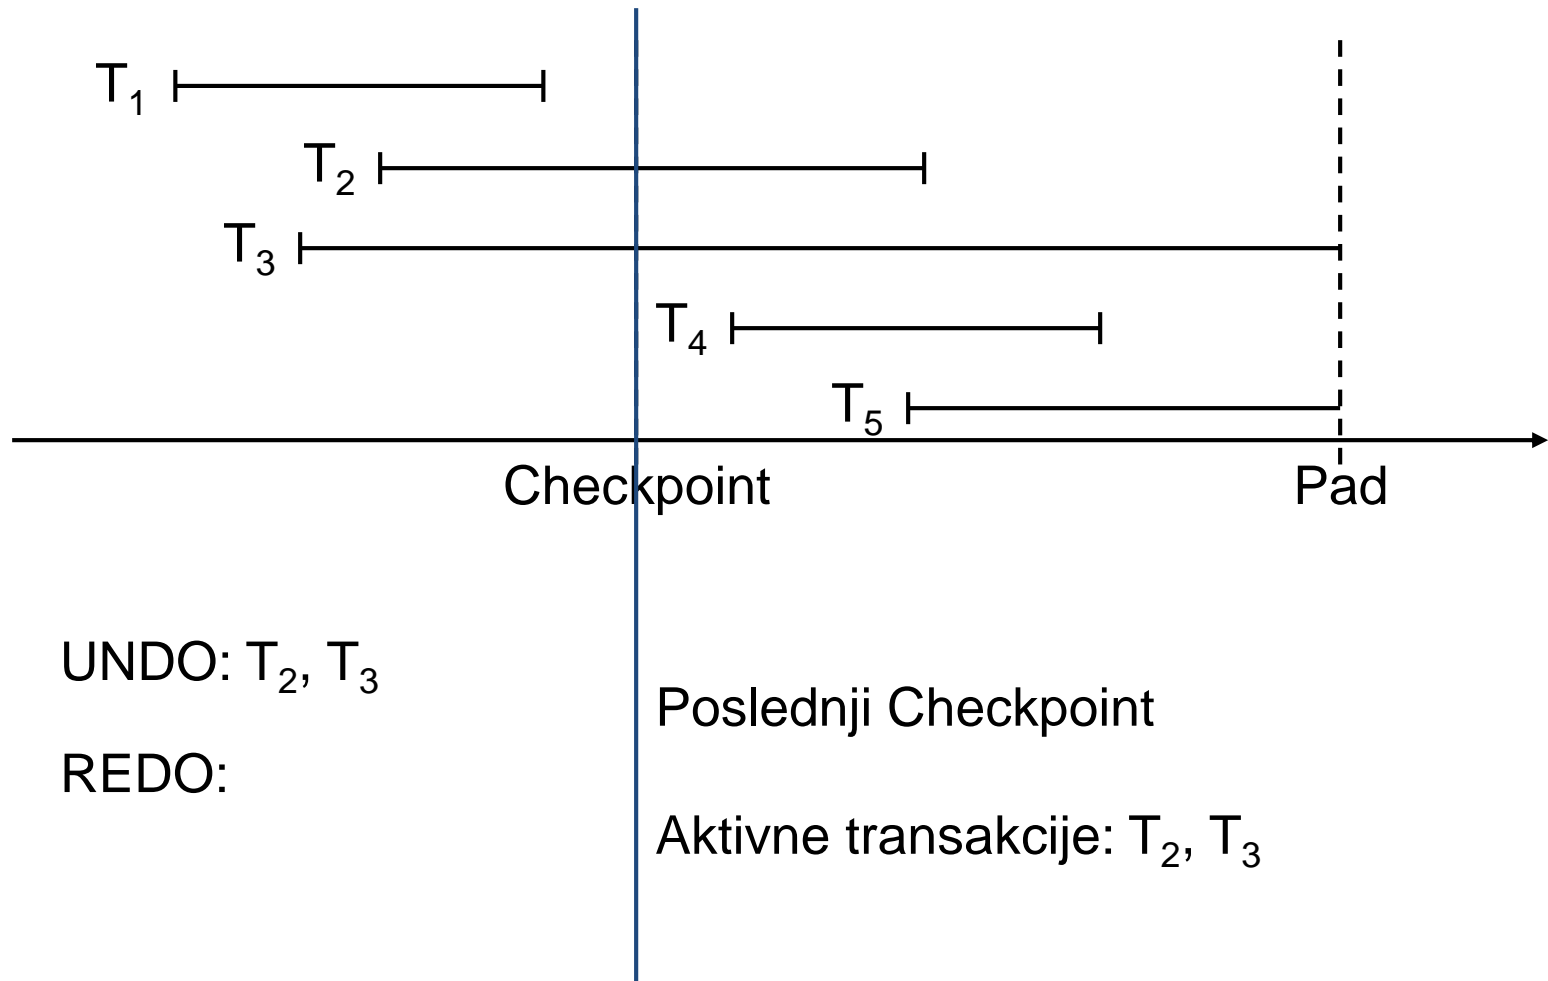 T₁
T₂
T₃
T₄
T₅
Checkpoint
Pad
UNDO: T₂, T₃
REDO:
Poslednji Checkpoint
Aktivne transakcije: T₂, T₃